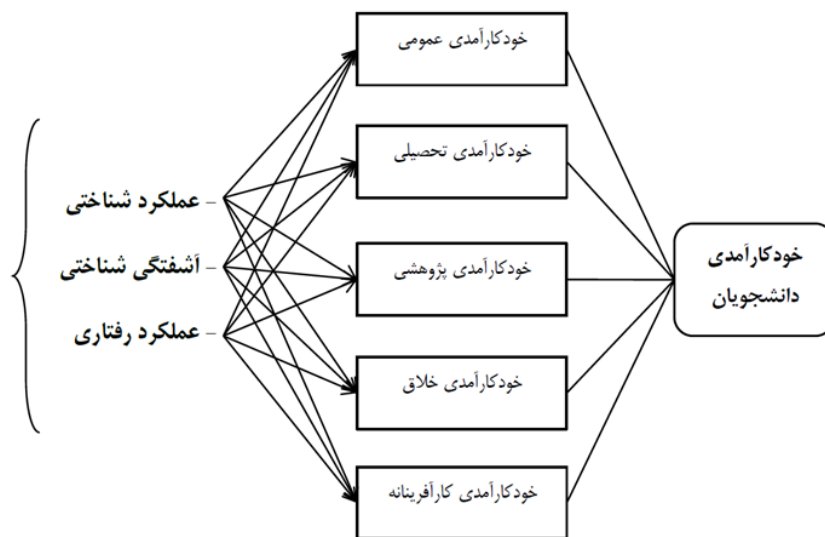 خودکارآمدی عمومی
خودکارآمدی تحصیلی
خودکارآمدی پژوهشی
خودکارآمدی خلاق
خودکارآمدی کارآفرینانه
خودکارآمدی
دانشجویان
– عملکرد شناختی
– آشفتگی شناختی
– عملکرد رفتاری